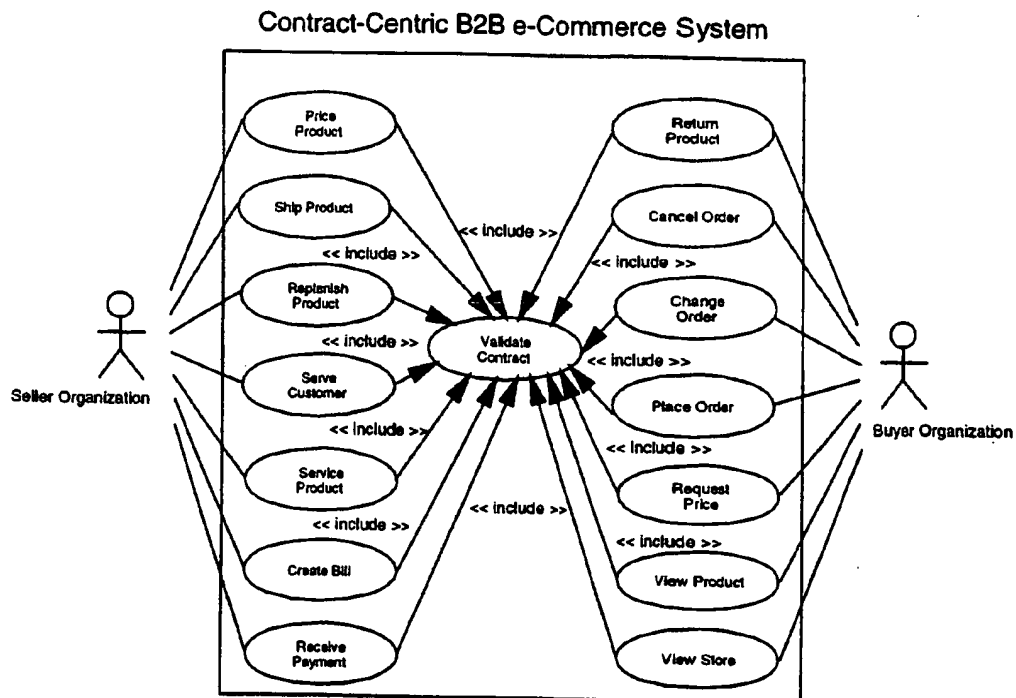 Contract-Centric B2B e-Commerce System
Price
Product
Return
Product
Ship Product
Cancel Order
<< include >>
<< include >>
<< include >>
Replenish
Product
Change
Order
<< include >>
Validate
Contract
<< include >>
Serve
Customer
Place Order
Seller Organization
Buyer Organization
<< include >>
<< include >>
Service
Product
Request
Price
<< include >>
<< include >>
<< include >>
Create Bill
View Product
Receive
Payment
View Store